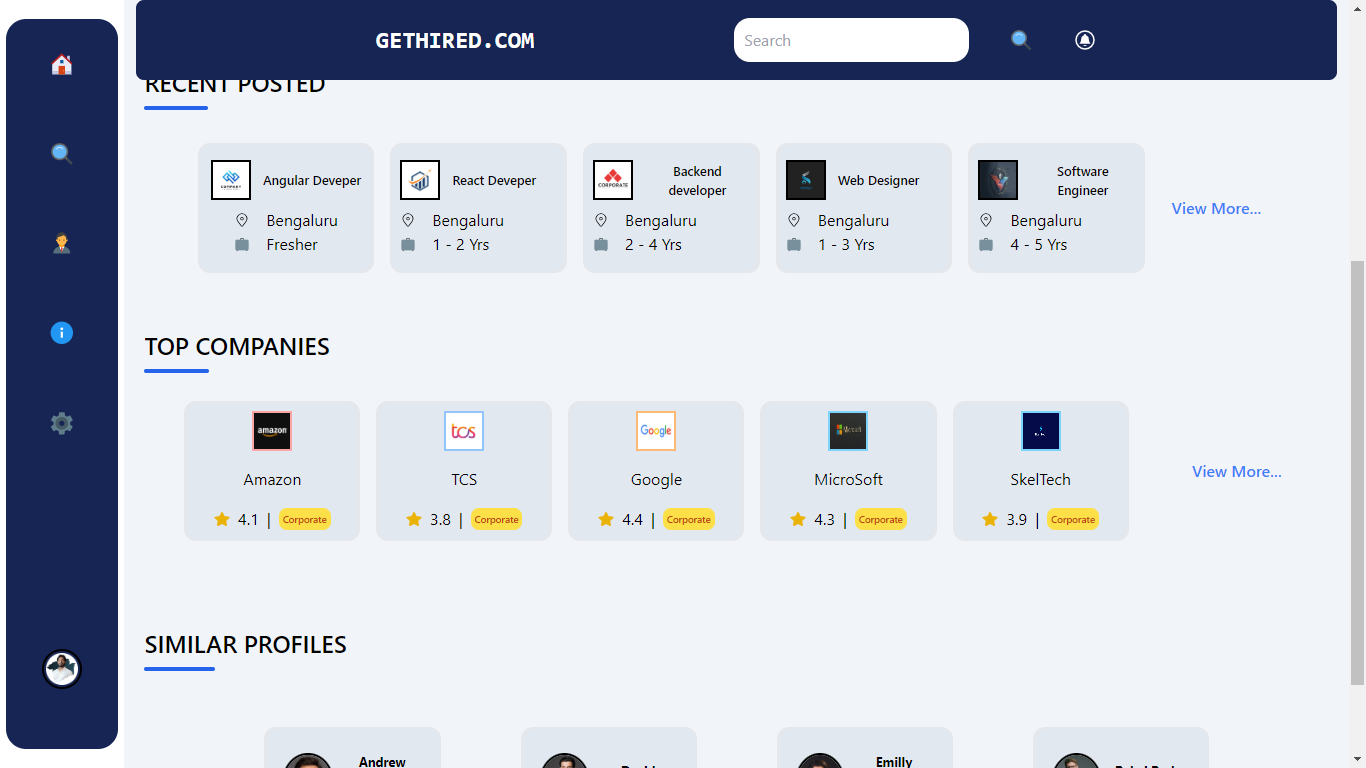 GETHIRED.COM
Search
RECENT POSTED
Angular Deveper
Bengaluru
Fresher
React Deveper
Bengaluru
1 - 2 Yrs
CORPORATE
Backend
developer
Bengaluru
2 - 4 Yrs
Web Designer
Bengaluru
1 - 3 Yrs
Software
Engineer
Bengaluru
4 - 5 Yrs
View More...
TOP COMPANIES
amazon
Amazon
4.1 | Corporate
tcs
TCS
3.8 | Corporate
Google
Google
4.4 | Corporate
Microsoft
MicroSoft
4.3 | Corporate
SkelTech
3.9 | Corporate
View More...
SIMILAR PROFILES
Andrew
Emilly